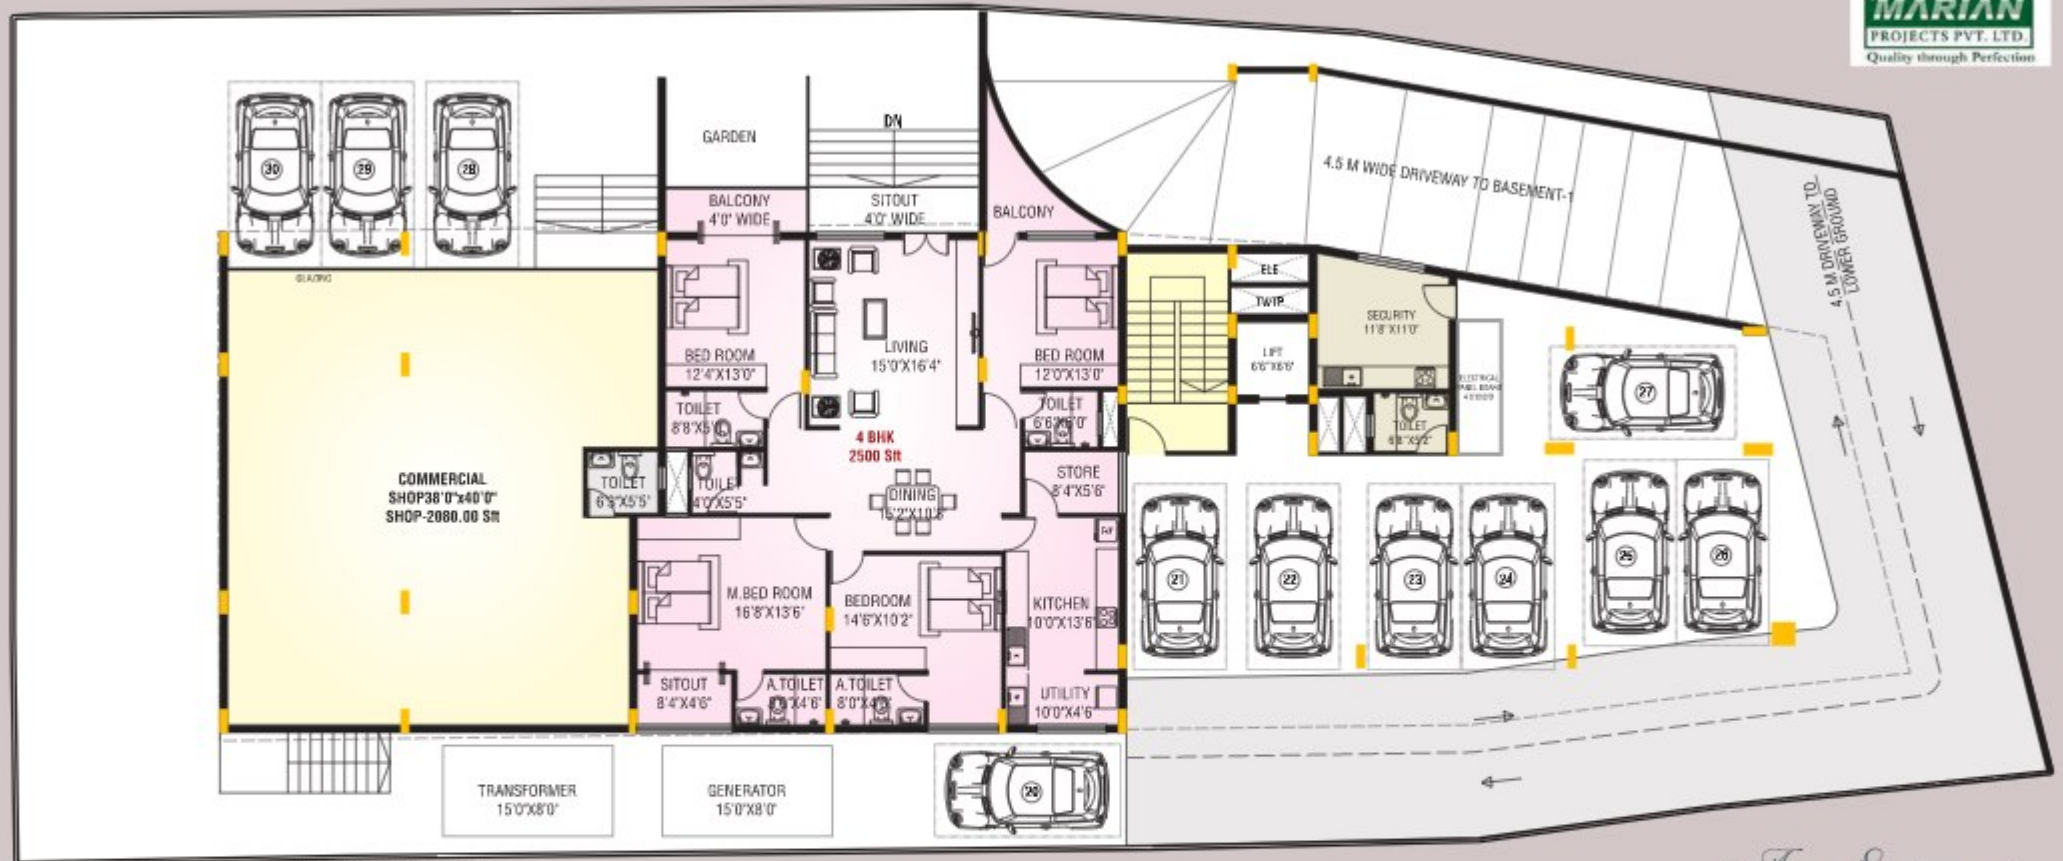 MARIAN
PROJECTS PVT. LTD.
Quality through Perfection
30
29
28
GARDEN
DN
BALCONY
4'0" WIDE
SITOUT
4'0" WIDE
BALCONY
4.5 M WIDE DRIVEWAY TO BASEMENT-1
4.5 M DRIVEWAY TO
LOWER GROUND
GLAZING
ELE
TWIP
SECURITY
11'8"X11'0"
LIFT
6'6"X6'6"
BED ROOM
12'4"X13'0"
LIVING
15'0"X16'4"
BED ROOM
12'0"X13'0"
ELECTRICAL
27
TOILET
TOILET
TOILET
4 BHK
2500 Sft
COMMERCIAL
SHOP38'0"x40'0"
SHOP-2080.00 Sft
TOILET
6'3"X5'5"
TOILET
4'0"X5'5"
DINING
STORE
8'4"X5'6"
21
22
23
24
25
26
M.BED ROOM
16'8"X13'6"
BEDROOM
14'6"X10'2"
KITCHEN
10'0"X13'6"
SITOUT
8'4"X4'6"
A.TOILET
A.TOILET
UTILITY
10'0"X4'6"
TRANSFORMER
15'0"X8'0"
GENERATOR
15'0"X8'0"
20